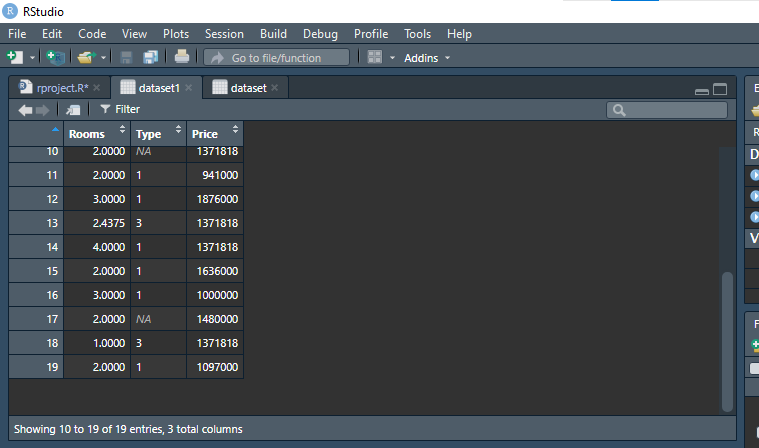 R RStudio
File Edit Code View Plots Session Build Debug Profile Tools Help
Go to file/function Addins
rproject.R* dataset1 dataset
Filter
Rooms Type Price
10 2.0000 NA 1371818
11 2.0000 1 941000
12 3.0000 1 1876000
13 2.4375 3 1371818
14 4.0000 1 1371818
15 2.0000 1 1636000
16 3.0000 1 1000000
17 2.0000 NA 1480000
18 1.0000 3 1371818
19 2.0000 1 1097000
Showing 10 to 19 of 19 entries, 3 total columns